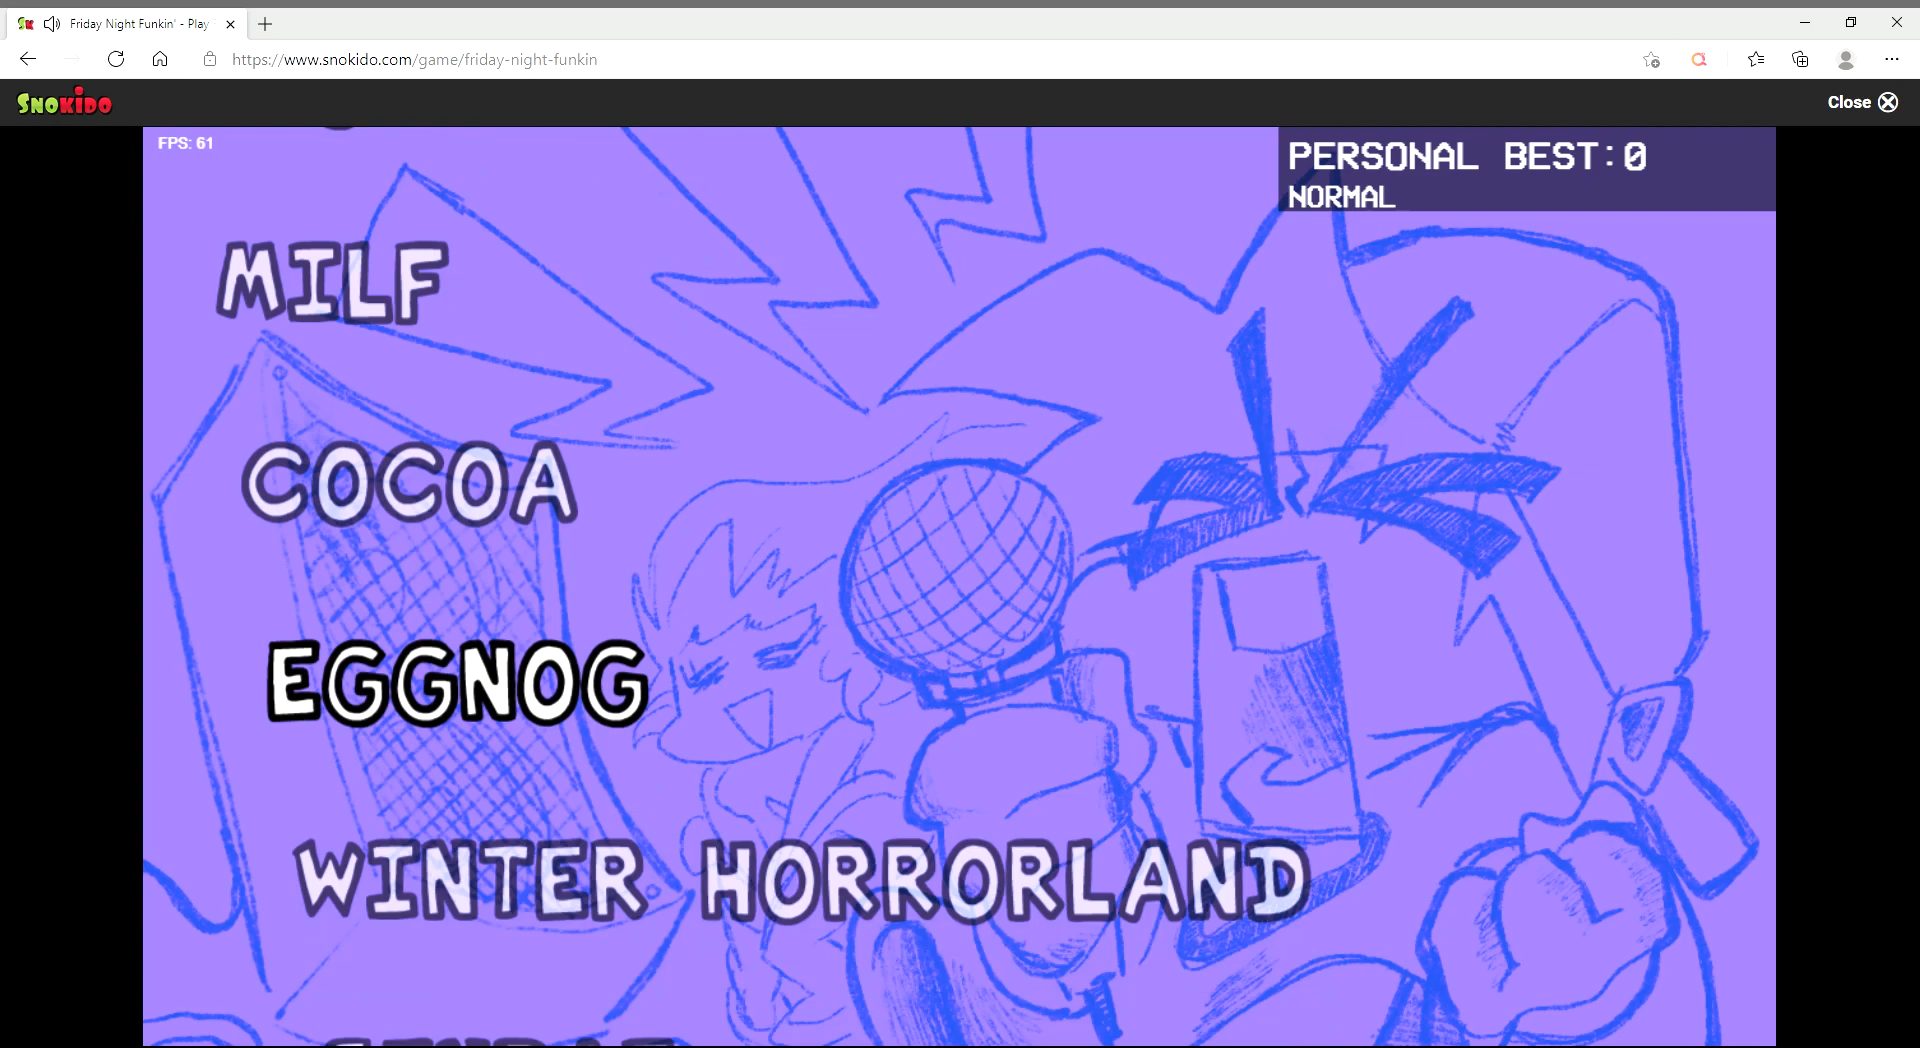 Friday Night Funkin' - Play
https://www.snokido.com/game/friday-night-funkin
SNOKIDO
Close
FPS: 61
PERSONAL BEST:0
NORMAL
MILF
COCOA
EGGNOG
WINTER HORRORLAND